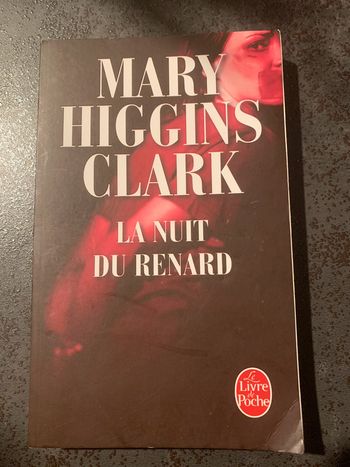 MARY
HIGGINS
CLARK
LA NUIT
DU RENARD
Le
Livre
de
Poche